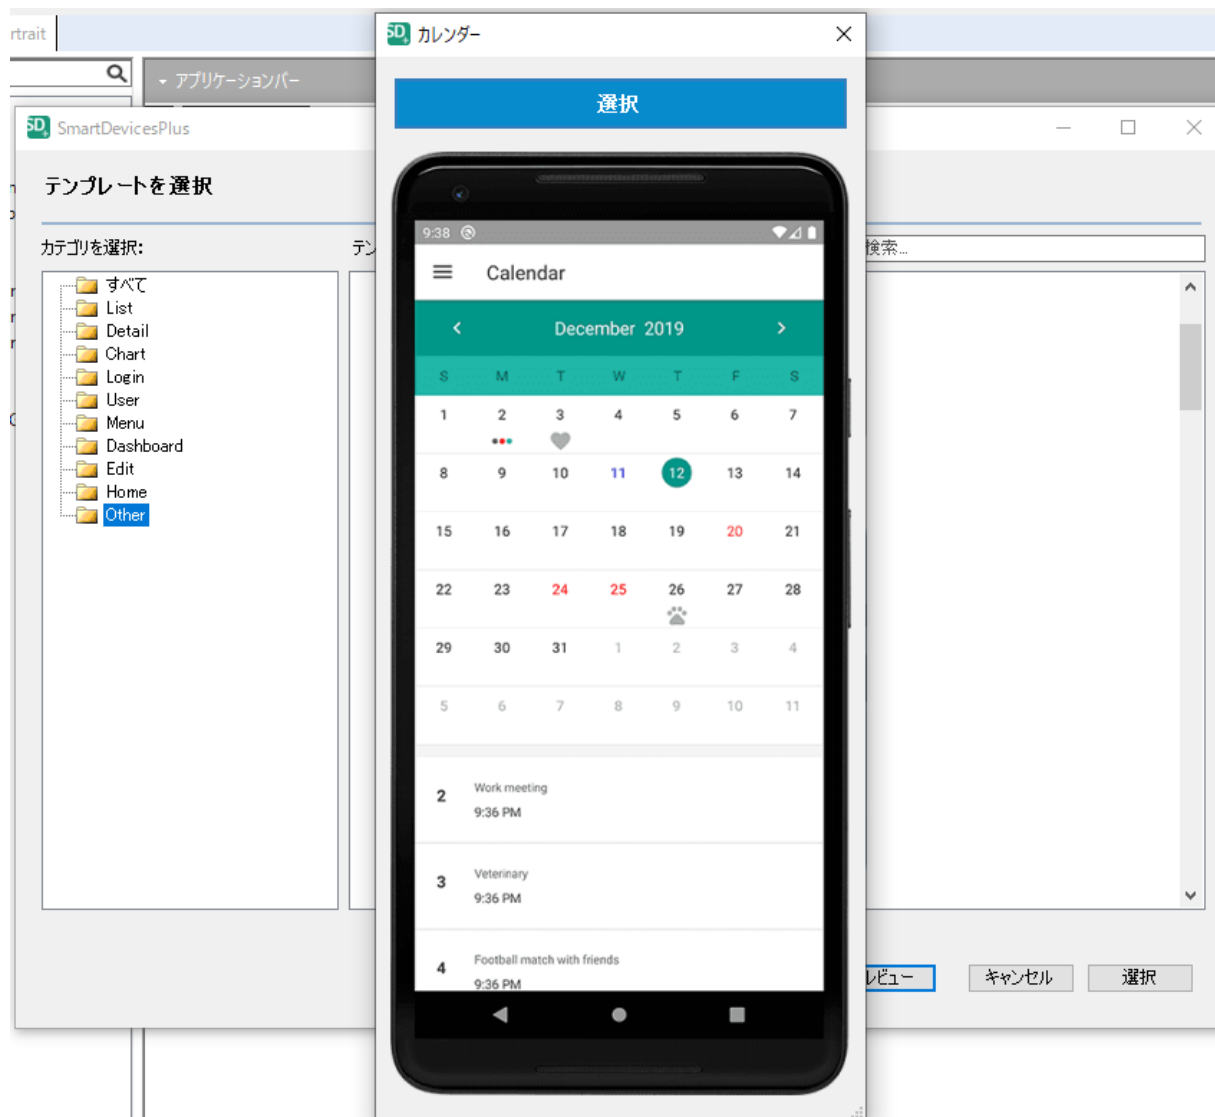 rtrait
アプリケーションバー
SD+ SmartDevicesPlus
テンプレートを選択
カテゴリを選択:
テン
検索...
すべて
List
Detail
Chart
Login
User
Menu
Dashboard
Edit
Home
Other
SD+ カレンダー
選択
9:38
Calendar
December 2019
S M T W T F S
1 2 3 4 5 6 7
8 9 10 11 12 13 14
15 16 17 18 19 20 21
22 23 24 25 26 27 28
29 30 31 1 2 3 4
5 6 7 8 9 10 11
2 Work meeting
9:36 PM
3 Veterinary
9:36 PM
4 Football match with friends
9:36 PM
レビュー キャンセル 選択